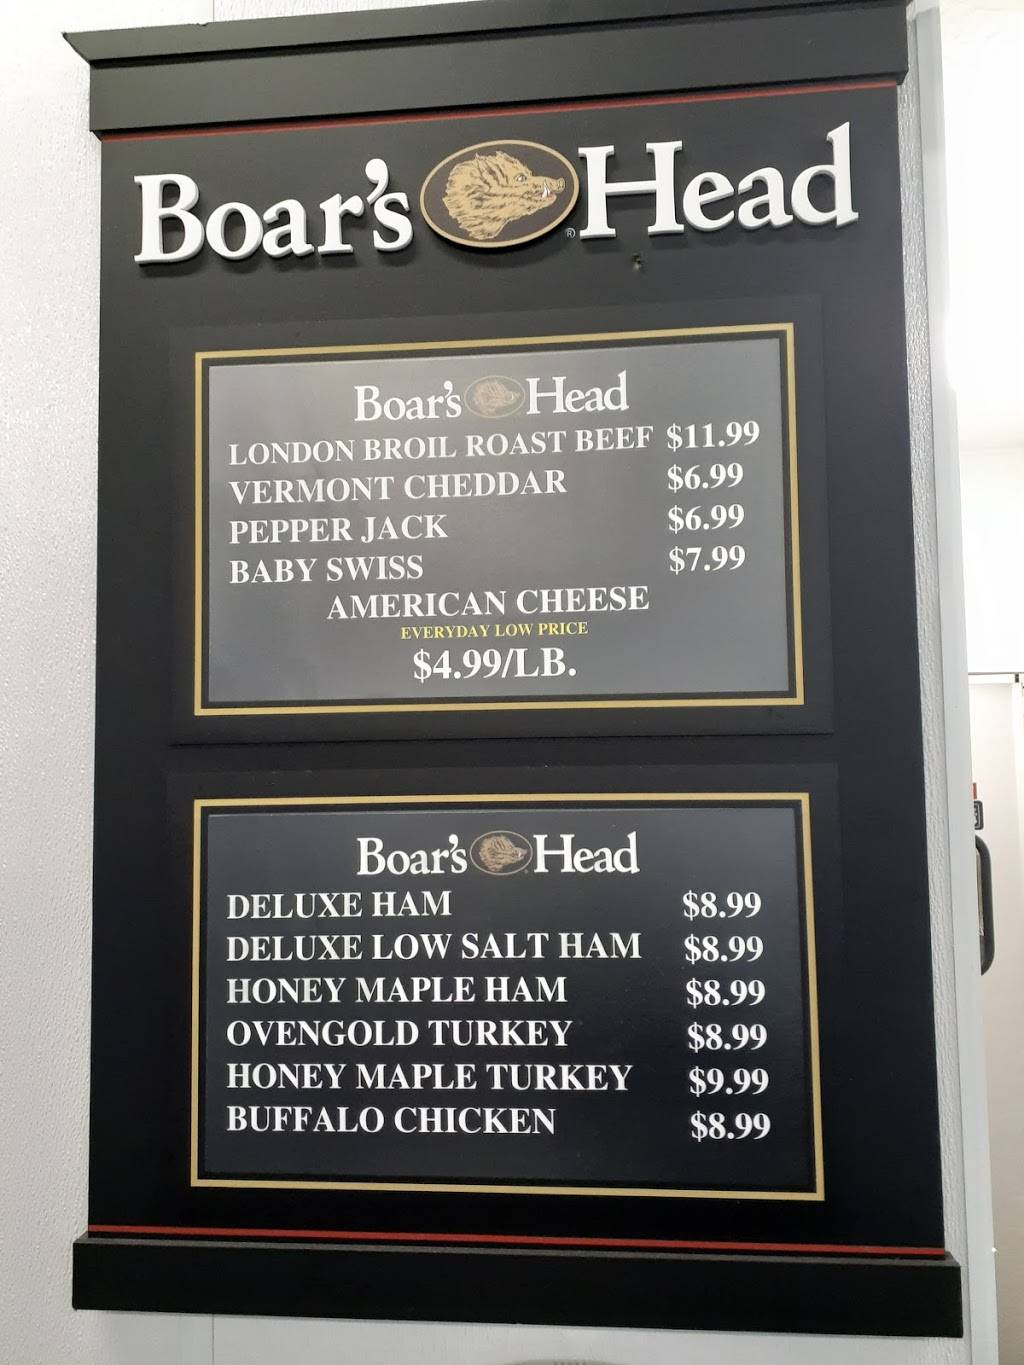 Boar's Head
®
Boar's Head
LONDON BROIL ROAST BEEF $11.99
VERMONT CHEDDAR $6.99
PEPPER JACK $6.99
BABY SWISS $7.99
AMERICAN CHEESE
EVERYDAY LOW PRICE
$4.99/LB.
Boar's Head
DELUXE HAM $8.99
DELUXE LOW SALT HAM $8.99
HONEY MAPLE HAM $8.99
OVENGOLD TURKEY $8.99
HONEY MAPLE TURKEY $9.99
BUFFALO CHICKEN $8.99